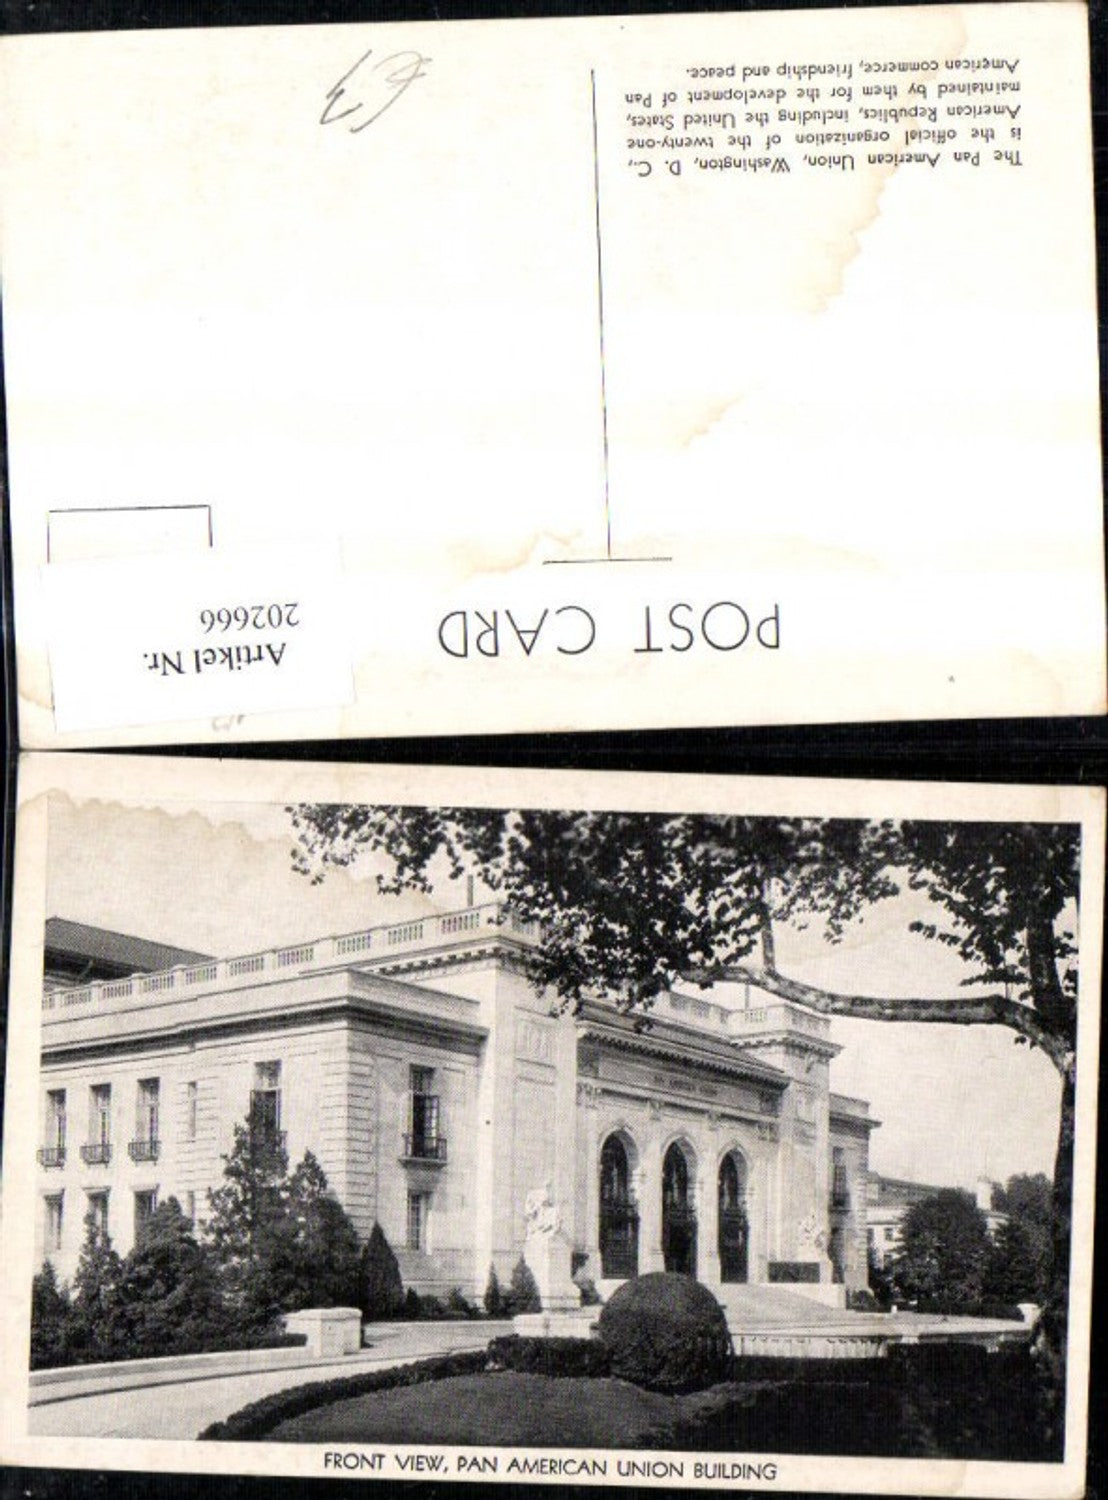 The Pan American Union, Washington, D. C.,
is the official organization of the twenty-one
American Republics, including the United States,
maintained by them for the development of Pan
American commerce, friendship and peace.
POST CARD
Artikel Nr.
202666
FRONT VIEW, PAN AMERICAN UNION BUILDING